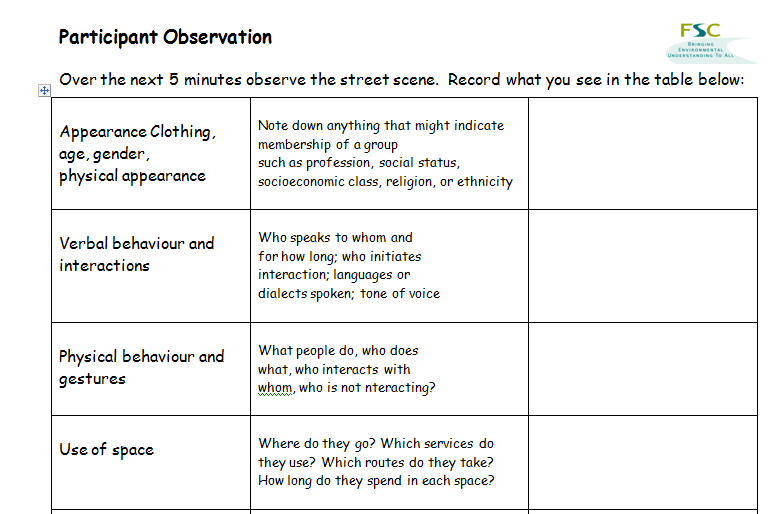 Participant Observation
FSC
BRINGING
ENVIRONMENTAL
UNDERSTANDING TO ALL
Over the next 5 minutes observe the street scene. Record what you see in the table below:
Appearance Clothing,
age, gender,
physical appearance
Note down anything that might indicate
membership of a group
such as profession, social status,
socioeconomic class, religion, or ethnicity
Verbal behaviour and
interactions
Who speaks to whom and
for how long; who initiates
interaction; languages or
dialects spoken; tone of voice
Physical behaviour and
gestures
What people do, who does
what, who interacts with
whom, who is not nteracting?
Use of space
Where do they go? Which services do
they use? Which routes do they take?
How long do they spend in each space?